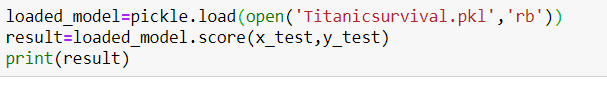 loaded_model=pickle.load(open('Titanicsurvival.pkl','rb'))
result=loaded_model.score(x_test,y_test)
print(result)